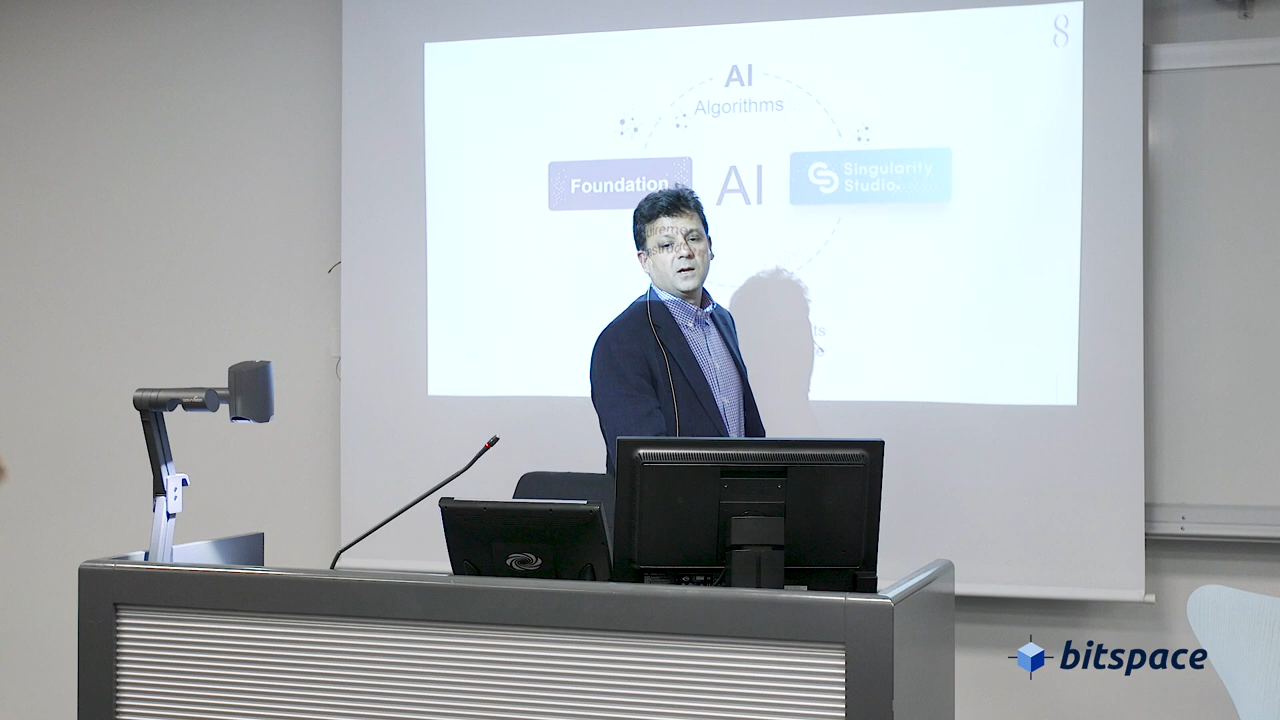 AI
Algorithms
Foundation
AI
Singularity
Studio.
bitspace